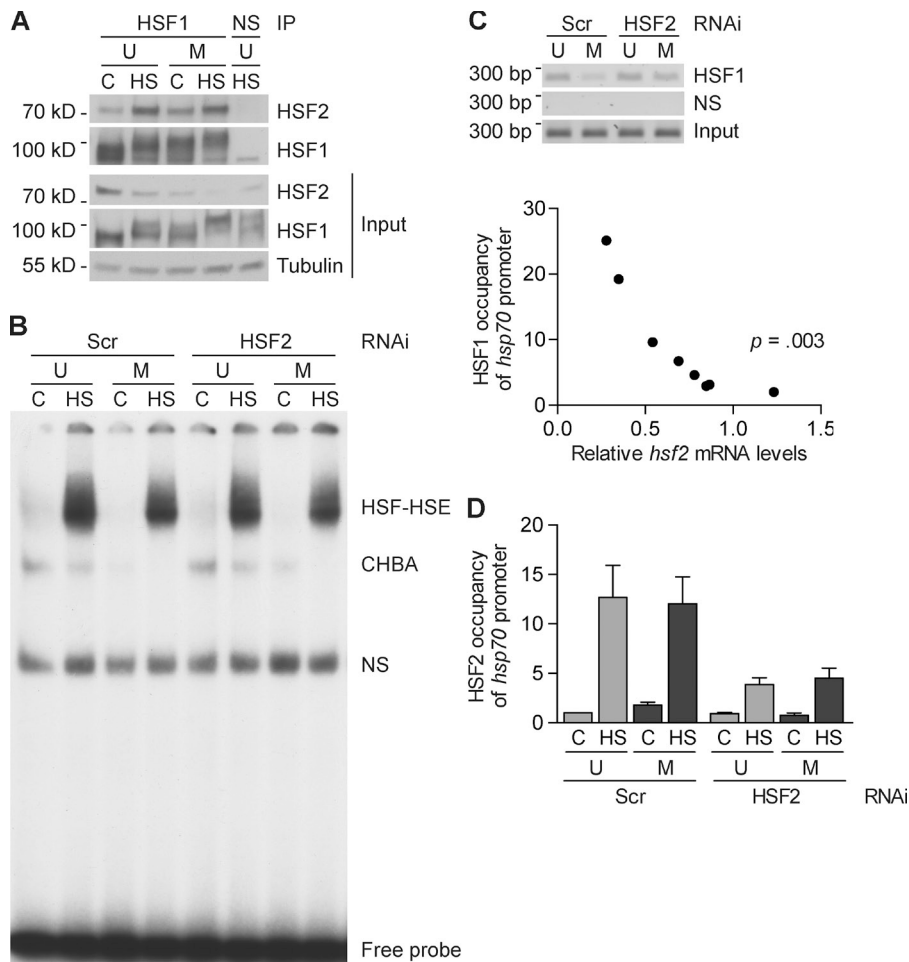 A
HSF1 NS IP
U M U
C HS C HS HS
70 kD HSF2
100 kD HSF1
70 kD HSF2
100 kD HSF1
55 kD Tubulin
Input
B
Scr HSF2 RNAi
U M U M
C HS C HS C HS C HS
HSF-HSE
CHBA
NS
Free probe
C
Scr HSF2 RNAi
U M U M
300 bp HSF1
300 bp NS
300 bp Input
HSF1 occupancy
of hsp70 promoter
30
20
10
0
p = .003
0.0 0.5 1.0 1.5
Relative hsf2 mRNA levels
D
HSF2 occupancy
of hsp70 promoter
20
15
10
5
0
C HS C HS C HS C HS
U M U M
Scr HSF2 RNAi